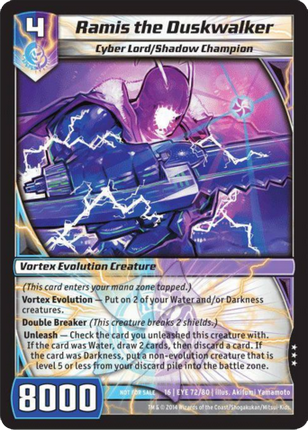 4
Ramis the Duskwalker
Cyber Lord/Shadow Champion
Vortex Evolution Creature
(This card enters your mana zone tapped.)
Vortex Evolution — Put on 2 of your Water and/or Darkness
creatures.
Double Breaker (This creature breaks 2 shields.)
Unleash — Check the card you unleashed this creature with.
If the card was Water, draw 2 cards, then discard a card. If
the card was Darkness, put a non-evolution creature that is
level 5 or less from your discard pile into the battle zone.
8000
NOT FOR SALE 16 | EYE 72/80 | illus. Akifumi Yamamoto
TM & © 2014 Wizards of the Coast/Shogakukan/Mitsui-Kids.